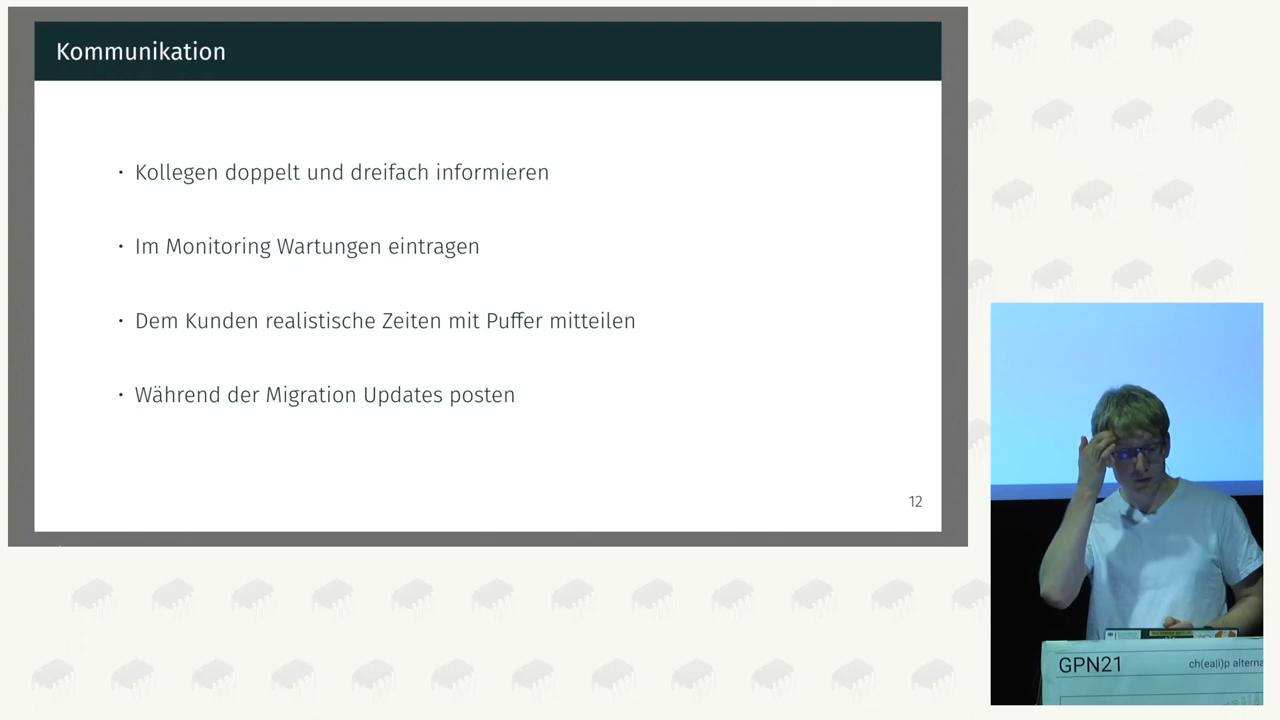 Kommunikation
· Kollegen doppelt und dreifach informieren
· Im Monitoring Wartungen eintragen
· Dem Kunden realistische Zeiten mit Puffer mitteilen
· Während der Migration Updates posten
12
GPN21
ch(ea|i)p alterna